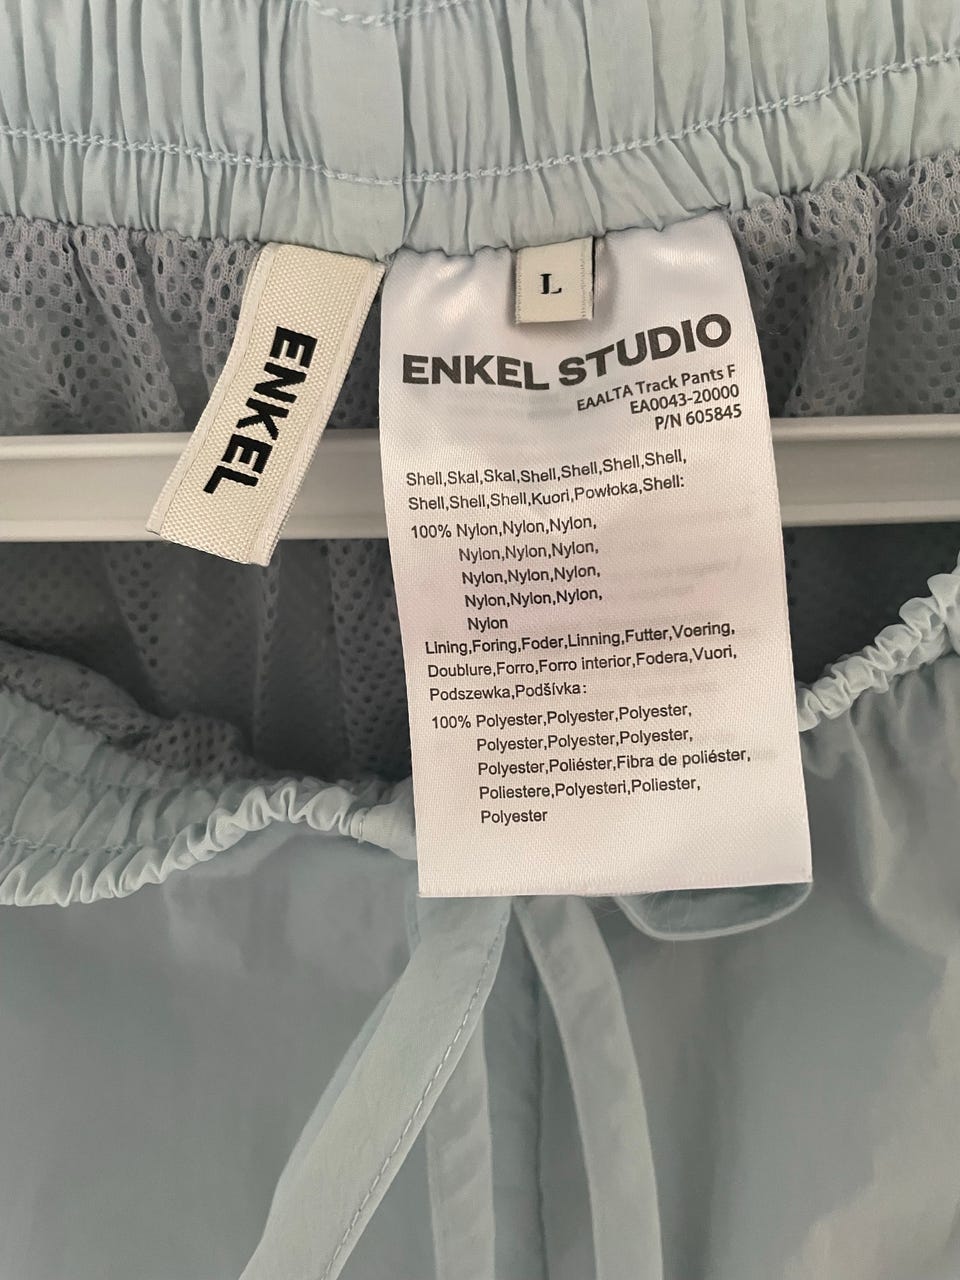 ENKEL
L
ENKEL STUDIO
EAALTA Track Pants F
EA0043-20000
P/N 605845
Shell,Skal,Skal,Shell,Shell,Shell,Shell,
Shell,Shell,Shell,Kuori,Powłoka,Shell:
100% Nylon,Nylon,Nylon,
Nylon,Nylon,Nylon,
Nylon,Nylon,Nylon,
Nylon,Nylon,Nylon,
Nylon
Lining,Foring,Foder,Linning,Futter,Voering,
Doublure,Forro,Forro interior,Fodera,Vuori,
Podszewka,Podšívka:
100% Polyester,Polyester,Polyester,
Polyester,Polyester,Polyester,
Polyester,Poliéster,Fibra de poliéster,
Poliestere,Polyesteri,Poliester,
Polyester